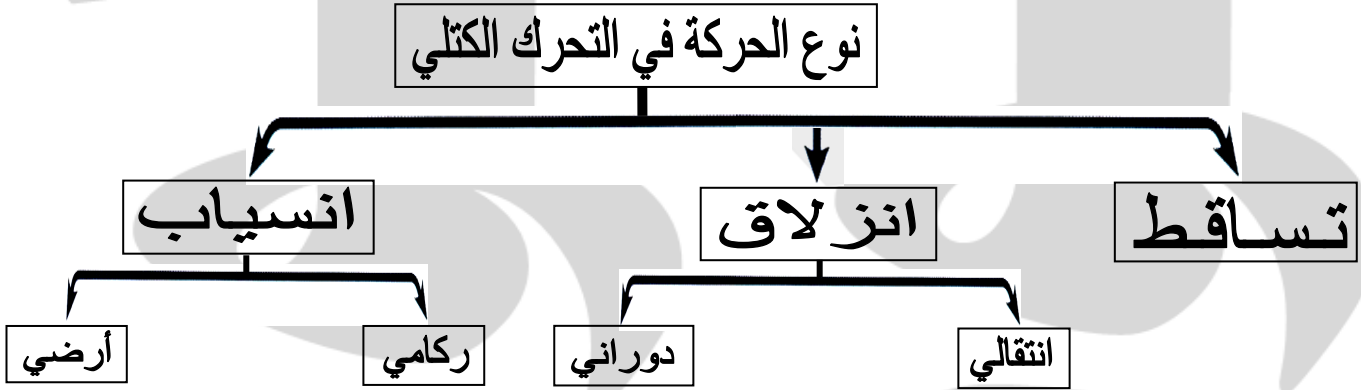 نوع الحركة في التحرك الكتلي
تساقط
انزلاق
انسياب
انتقالي
دوراني
ركامي
أرضي